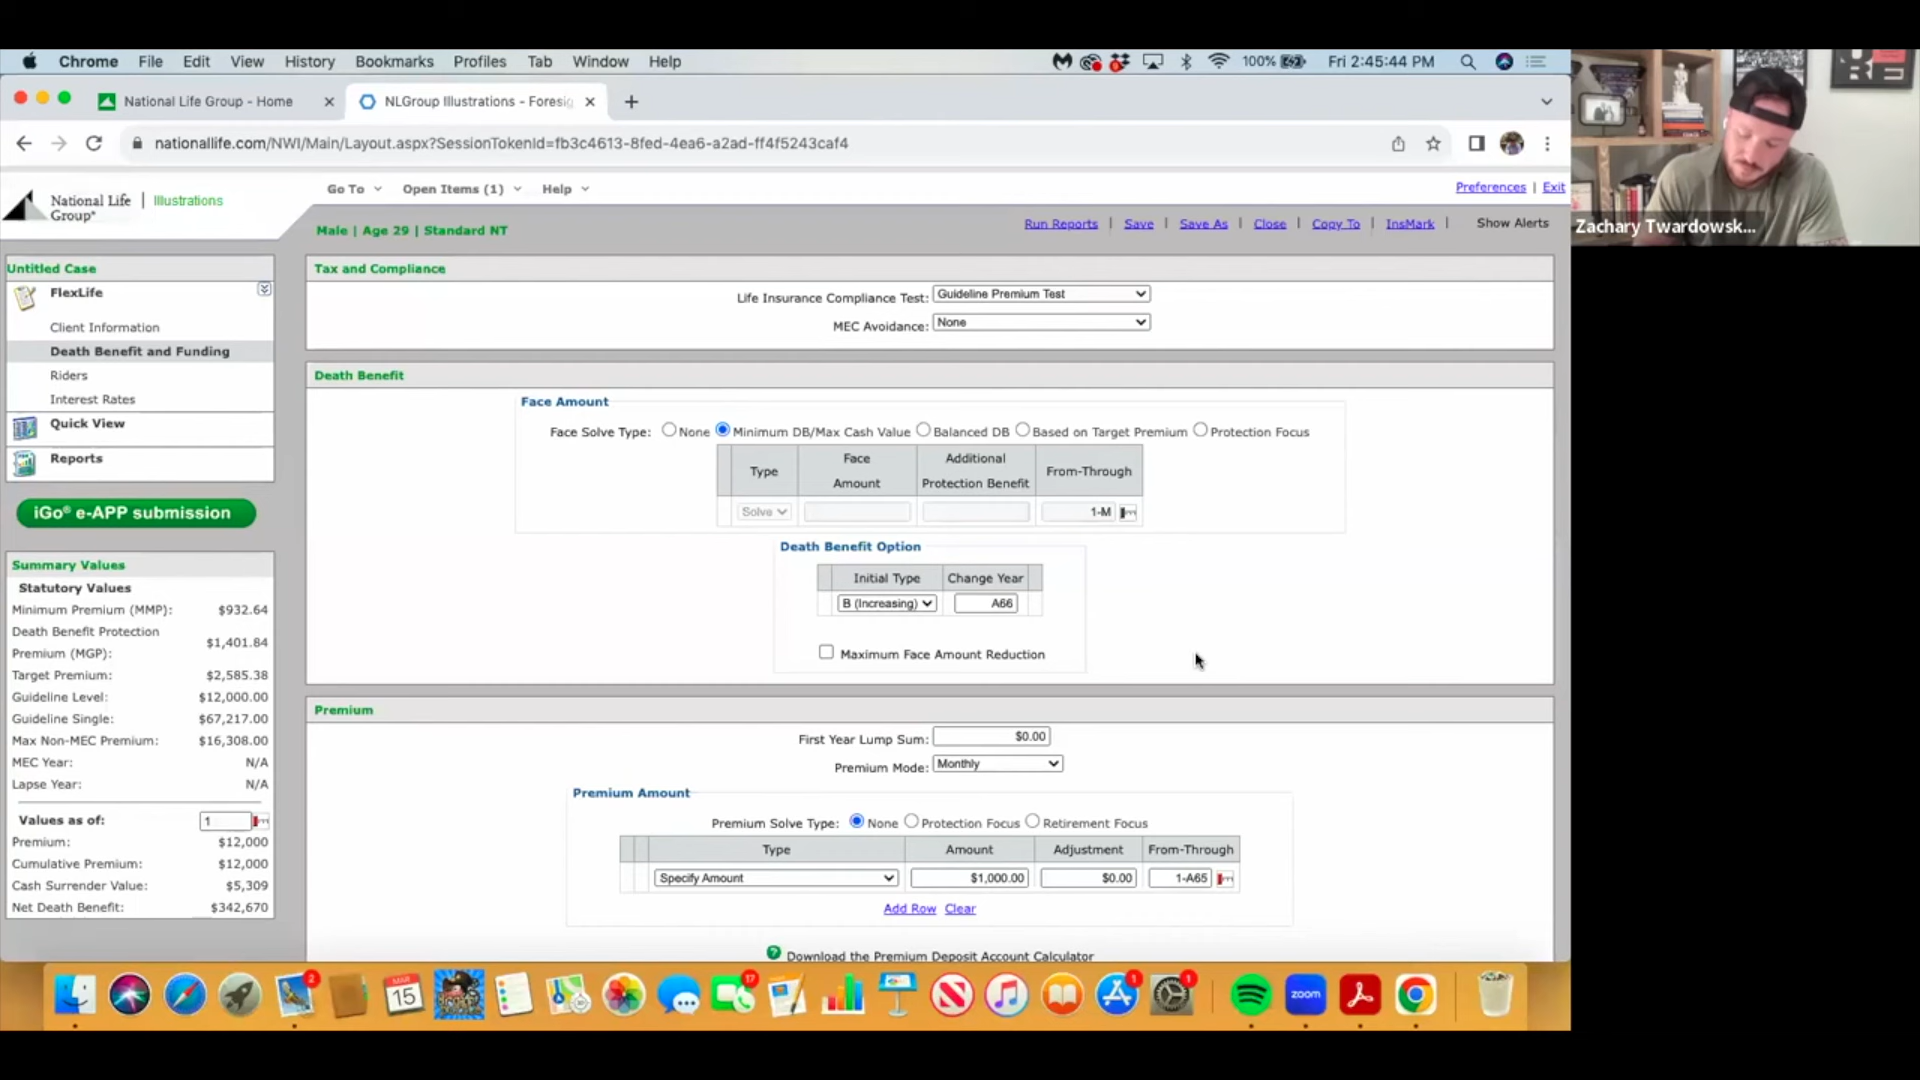 Chrome File Edit View History Bookmarks Profiles Tab Window Help 100% Fri 2:45:44 PM
National Life Group - Home NLGroup Illustrations - Foresig
nationallife.com/NWI/Main/Layout.aspx?SessionTokenId=fb3c4613-8fed-4ea6-a2ad-ff4f5243caf4
Zachary Twardowsk...
National Life Group® | Illustrations
Go To Open Items (1) Help Preferences | Exit
Male | Age 29 | Standard NT Run Reports | Save | Save As | Close | Copy To | InsMark | Show Alerts
Untitled Case
FlexLife
Client Information
Death Benefit and Funding
Riders
Interest Rates
Quick View
Reports
iGo® e-APP submission
Summary Values
Statutory Values
Minimum Premium (MMP): $932.64
Death Benefit Protection
Premium (MGP): $1,401.84
Target Premium: $2,585.38
Guideline Level: $12,000.00
Guideline Single: $67,217.00
Max Non-MEC Premium: $16,308.00
MEC Year: N/A
Lapse Year: N/A
Values as of: 1
Premium: $12,000
Cumulative Premium: $12,000
Cash Surrender Value: $5,309
Net Death Benefit: $342,670
Tax and Compliance
Life Insurance Compliance Test: Guideline Premium Test
MEC Avoidance: None
Death Benefit
Face Amount
Face Solve Type: None Minimum DB/Max Cash Value Balanced DB Based on Target Premium Protection Focus
Type Face Amount Additional Protection Benefit From-Through
Solve 1-M
Death Benefit Option
Initial Type Change Year
B (Increasing) A66
Maximum Face Amount Reduction
Premium
First Year Lump Sum: $0.00
Premium Mode: Monthly
Premium Amount
Premium Solve Type: None Protection Focus Retirement Focus
Type Amount Adjustment From-Through
Specify Amount $1,000.00 $0.00 1-A65
Add Row Clear
? Download the Premium Deposit Account Calculator
2 MAR 15 17 1 1 zoom